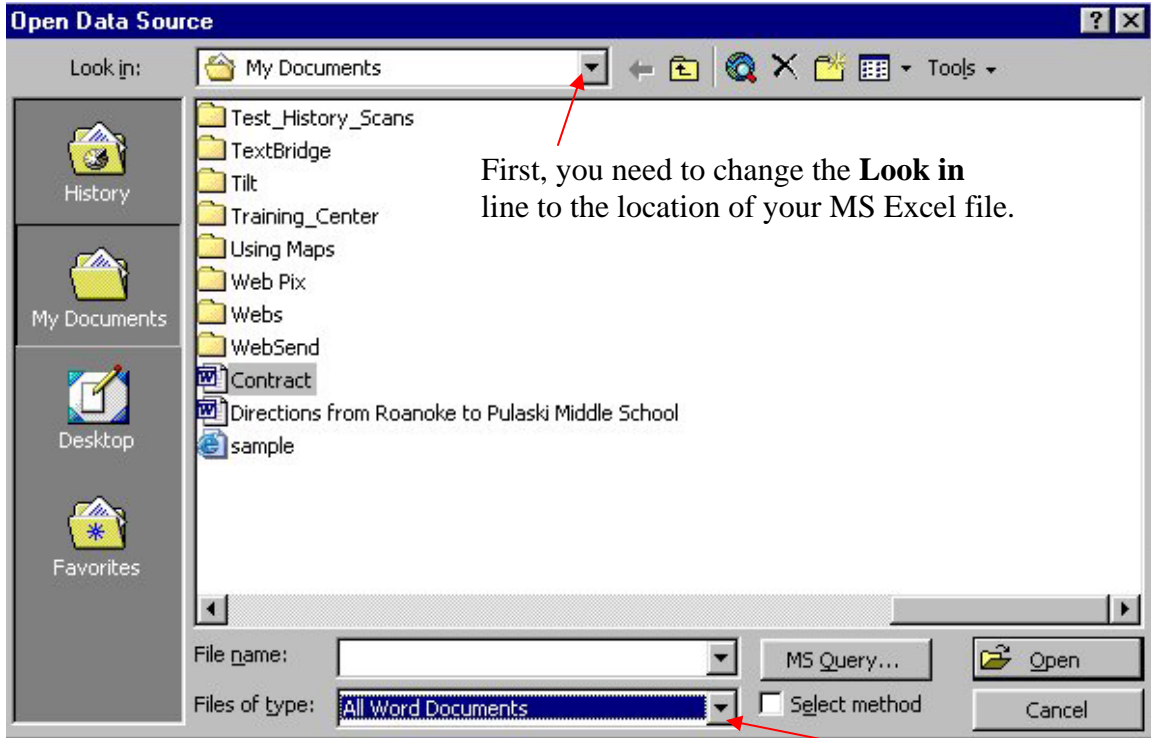 Open Data Source
Look in:
My Documents
Tools
History
My Documents
Desktop
Favorites
Test_History_Scans
TextBridge
Tilt
Training_Center
Using Maps
Web Pix
Webs
WebSend
Contract
Directions from Roanoke to Pulaski Middle School
sample
First, you need to change the Look in
line to the location of your MS Excel file.
File name:
MS Query...
Open
Files of type:
All Word Documents
Select method
Cancel